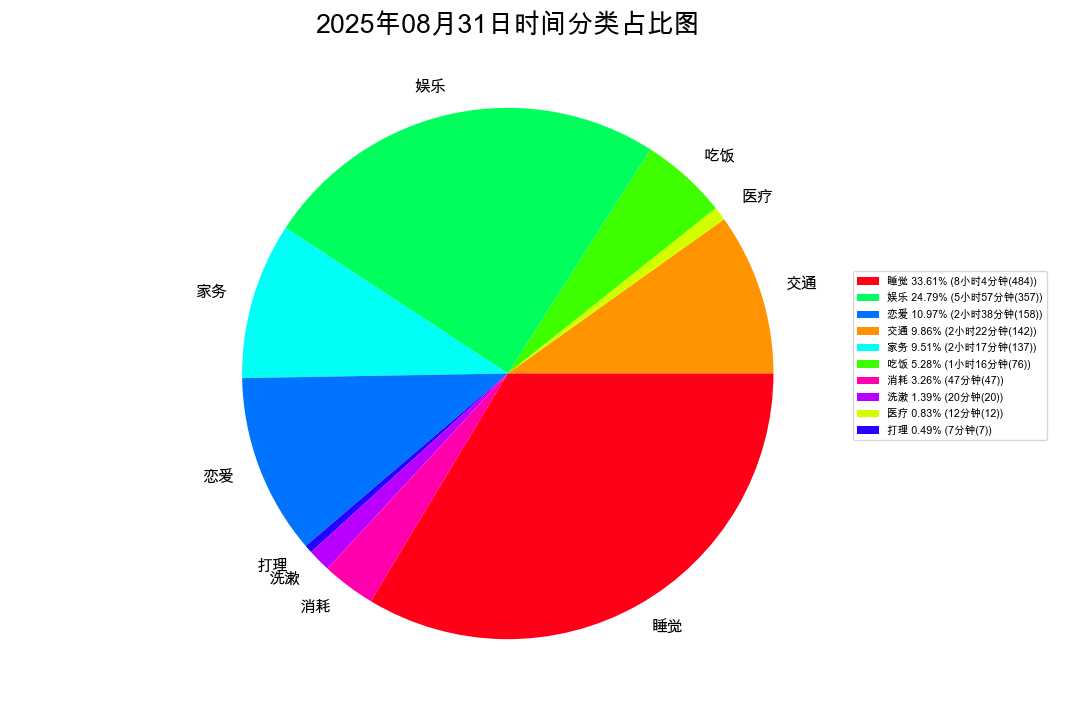 2025年08月31日时间分类占比图
娱乐
吃饭
医疗
交通
家务
恋爱
打理
洗漱
消耗
睡觉
睡觉 33.61% (8小时4分钟(484))
娱乐 24.79% (5小时57分钟(357))
恋爱 10.97% (2小时38分钟(158))
交通 9.86% (2小时22分钟(142))
家务 9.51% (2小时17分钟(137))
吃饭 5.28% (1小时16分钟(76))
消耗 3.26% (47分钟(47))
洗漱 1.39% (20分钟(20))
医疗 0.83% (12分钟(12))
打理 0.49% (7分钟(7))